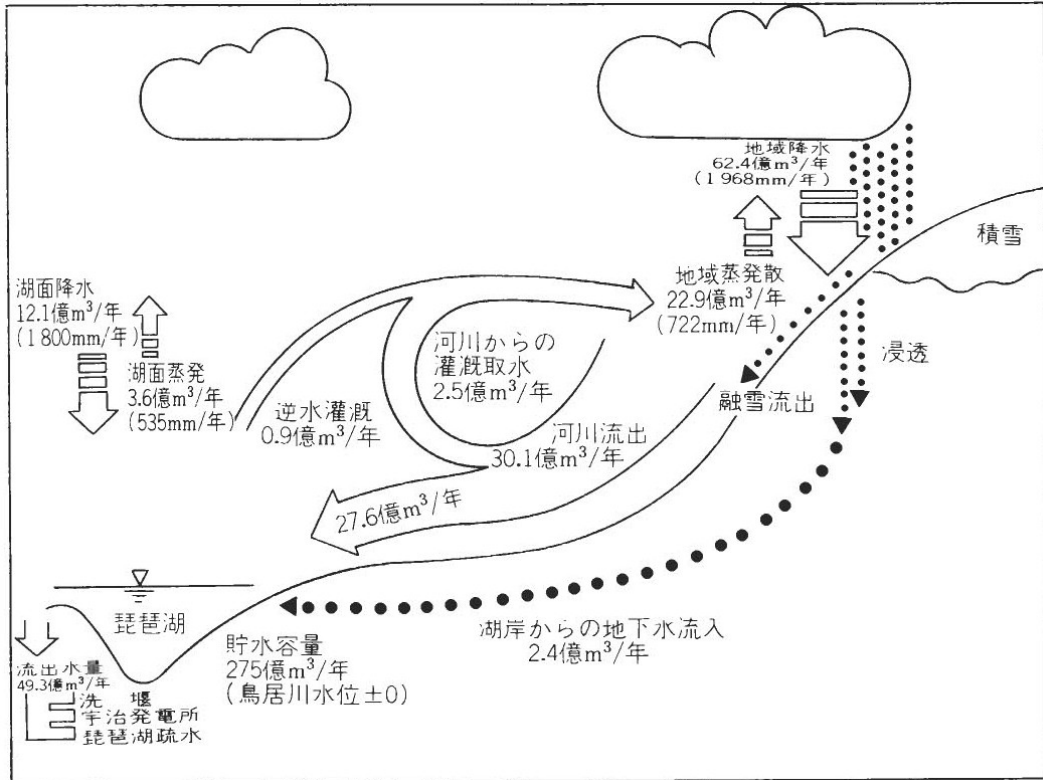 地域降水
62.4億m³/年
(1968mm/年)
積雪
湖面降水
12.1億m³/年
(1800mm/年)
地域蒸発散
22.9億m³/年
(722mm/年)
河川からの
灌漑取水
2.5億m³/年
浸透
湖面蒸発
3.6億m³/年
(535mm/年)
逆水灌漑
0.9億m³/年
融雪流出
河川流出
30.1億m³/年
27.6億m³/年
琵琶湖
湖岸からの地下水流入
2.4億m³/年
貯水容量
275億m³/年
(鳥居川水位±0)
流出水量
49.3億m³/年
洗堰
宇治発電所
琵琶湖疏水